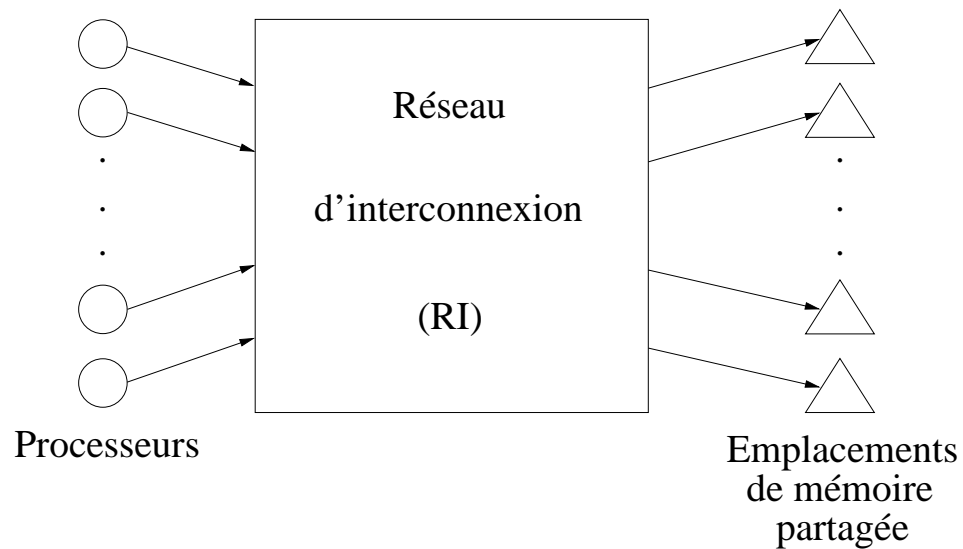 Réseau
d'interconnexion
(RI)
Processeurs
Emplacements
de mémoire
partagée